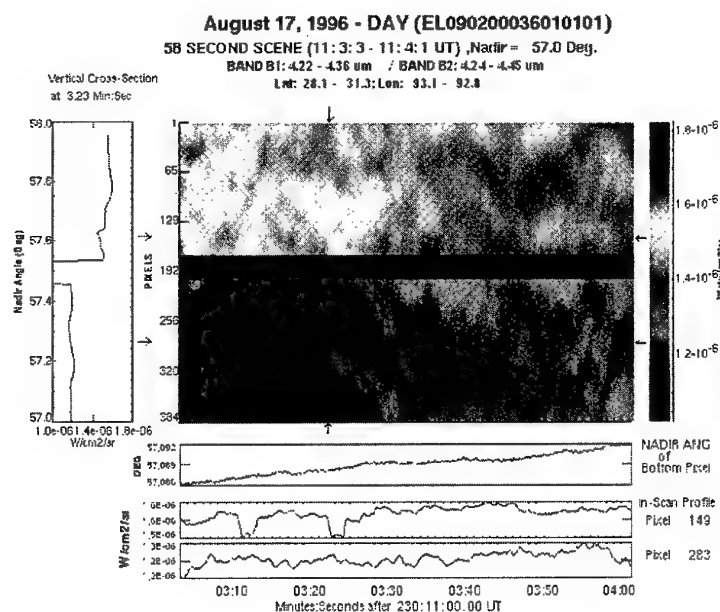 August 17, 1996 - DAY (EL090200036010101)
58 SECOND SCENE (11: 3: 3 - 11: 4: 1 UT) ,Nadir = 57.0 Deg.
BAND B1: 4.22 - 4.36 um / BAND B2: 4.24 - 4.45 um
Lat: 28.1 - 31.3; Lon: 93.1 - 92.8
Vertical Cross-Section
at 3.23 Min:Sec
58.0
57.8
57.6
57.4
57.2
57.0
Nadir Angle (Deg)
1.0e-06 1.4e-06 1.8e-06
W/cm2/sr
1
65
129
192
256
320
384
PIXELS
1.8·10-6
1.6·10-6
1.4·10-6
1.2·10-6
DEG
57.092
57.089
57.086
NADIR ANG
of
Bottom Pixel
W/cm2/sr
In-Scan Profile
Pixel 149
Pixel 283
03:10 03:20 03:30 03:40 03:50 04:00
Minutes:Seconds after 230:11:00.00 UT